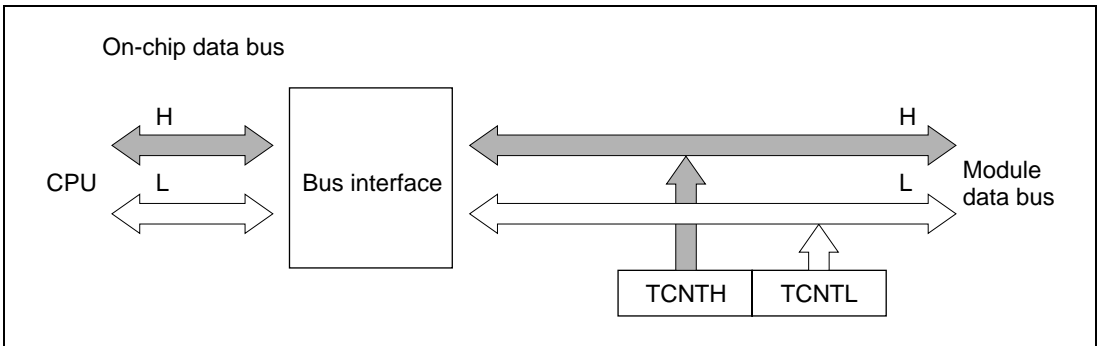 On-chip data bus
H
H
CPU
L
Bus interface
L
Module
data bus
TCNTH
TCNTL